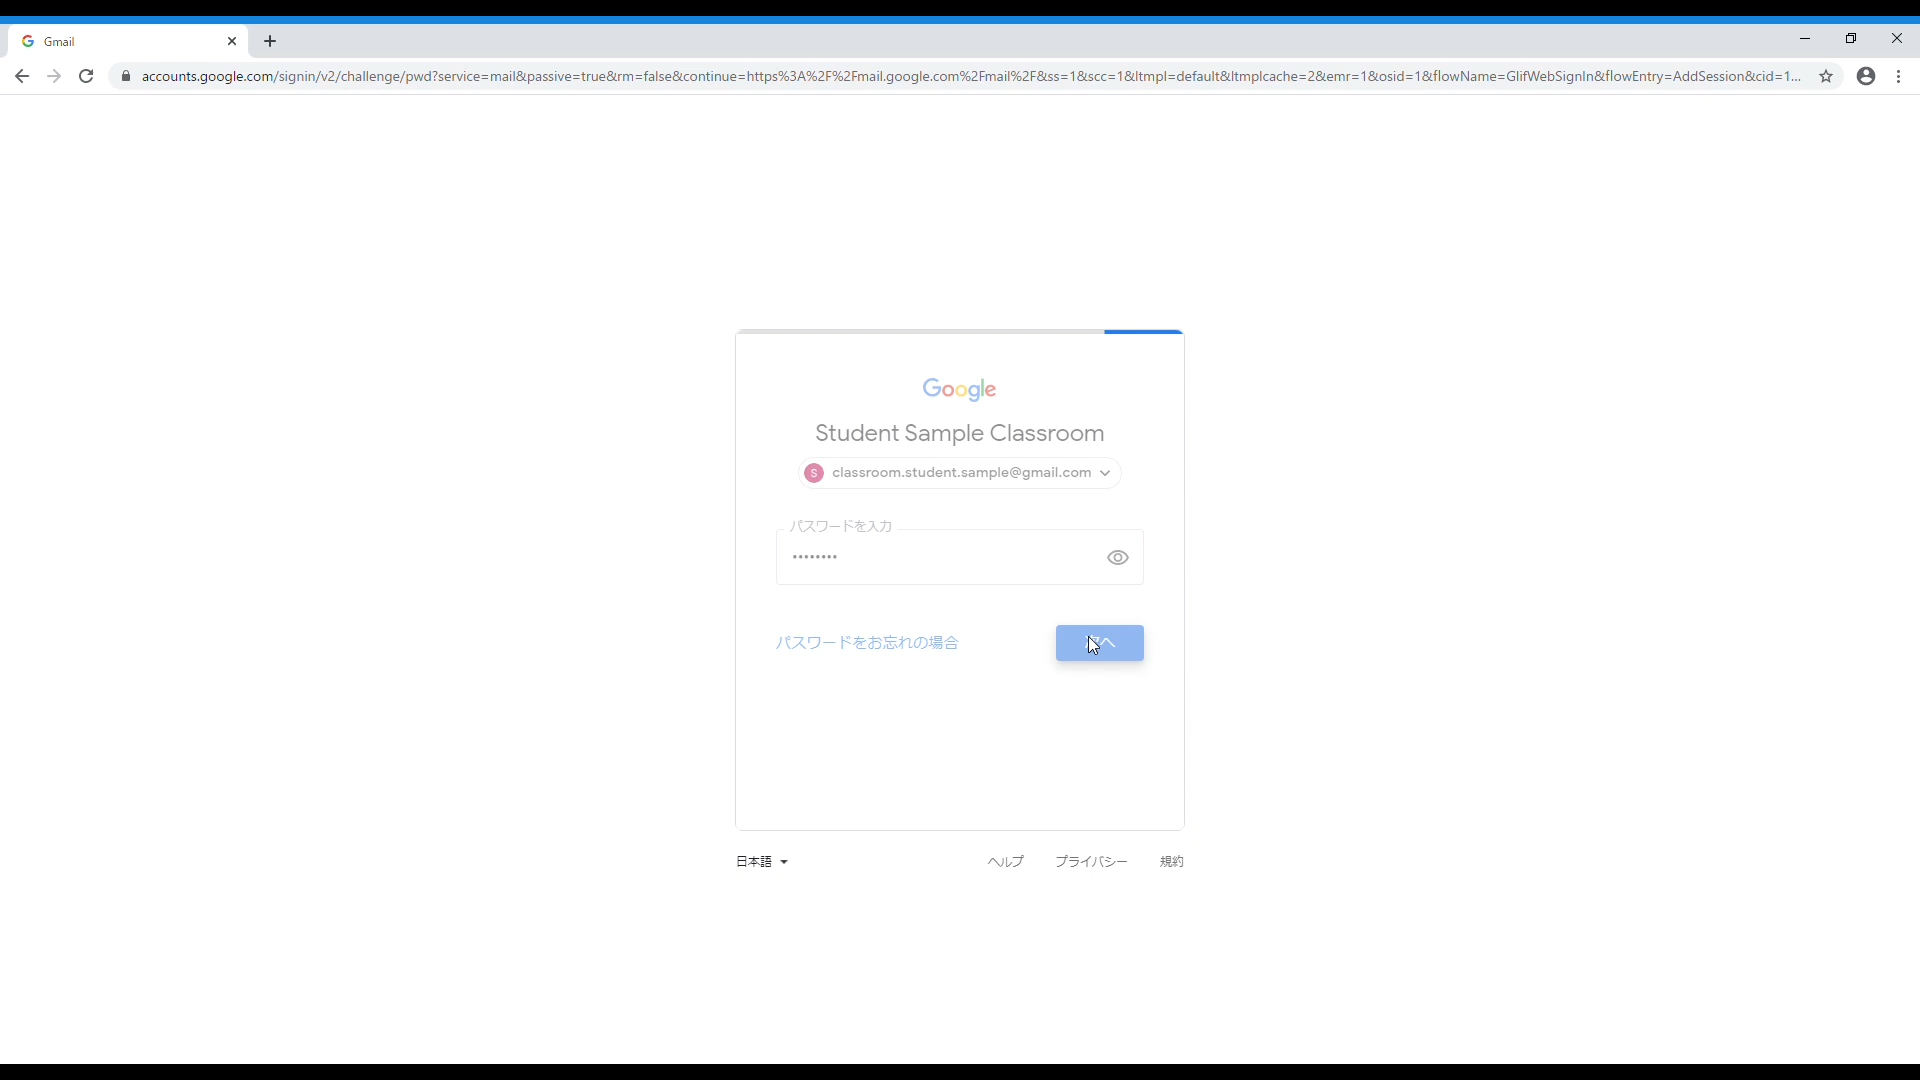 Gmail
accounts.google.com/signin/v2/challenge/pwd?service=mail&passive=true&rm=false&continue=https%3A%2F%2Fmail.google.com%2Fmail%2F&ss=1&scc=1&ltmpl=default&ltmplcache=2&emr=1&osid=1&flowName=GlifWebSignIn&flowEntry=AddSession&cid=1...
Google
Student Sample Classroom
S classroom.student.sample@gmail.com
パスワードを入力
••••••••
パスワードをお忘れの場合 次へ
日本語 ヘルプ プライバシー 規約